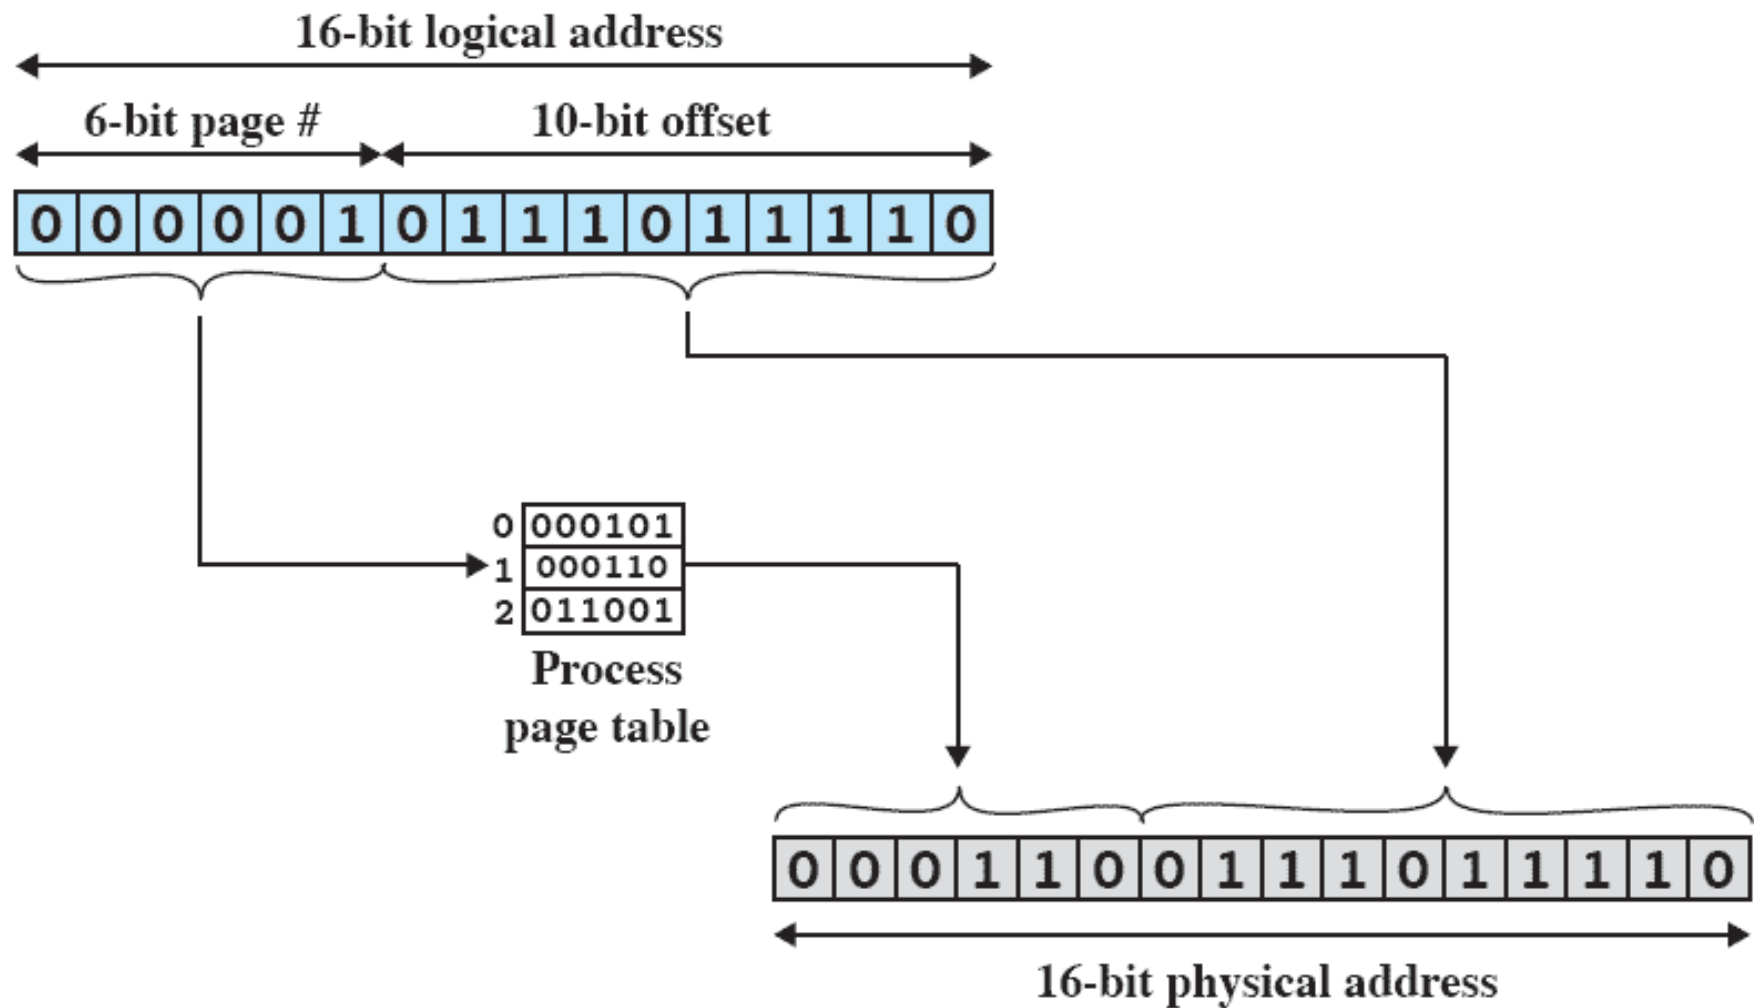 16-bit logical address
6-bit page # 10-bit offset
0 0 0 0 0 1 0 1 1 1 0 1 1 1 1 0
0 000101
1 000110
2 011001
Process
page table
0 0 0 1 1 0 0 1 1 1 0 1 1 1 1 0
16-bit physical address